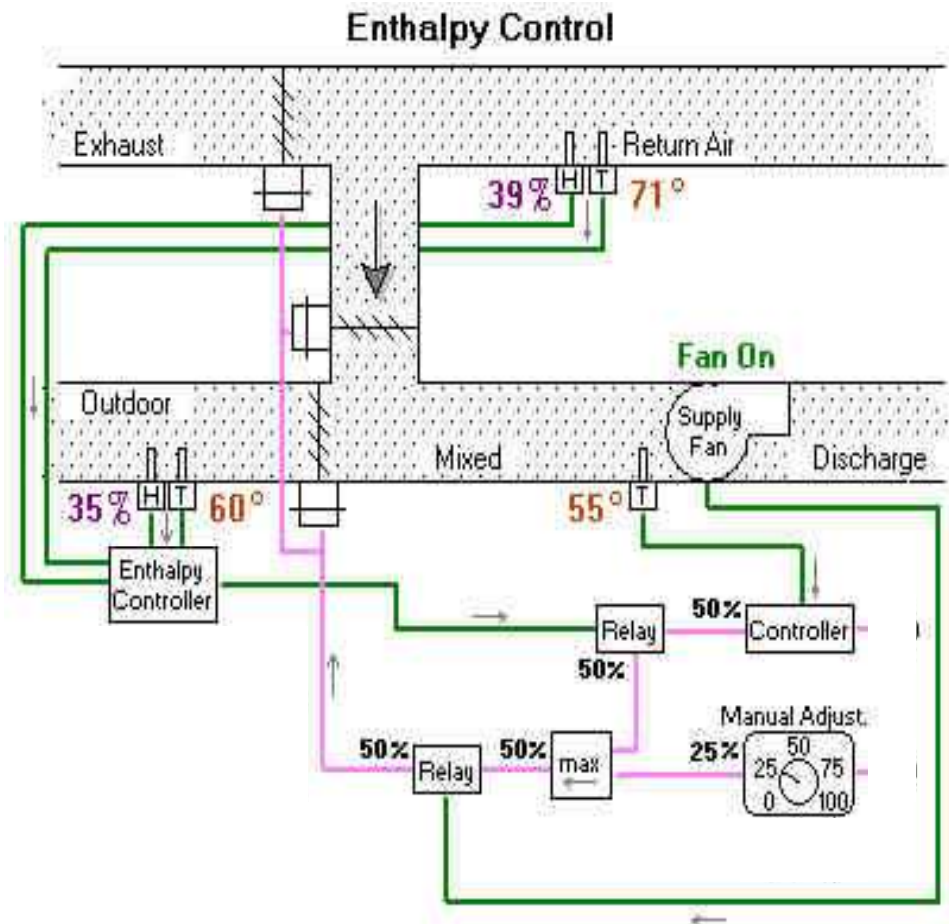 Enthalpy Control
Exhaust
Return Air
39%
H
T
71°
Fan On
Outdoor
Supply
Fan
Mixed
Discharge
35%
H
T
60°
55°
T
Enthalpy
Controller
Relay
50%
Controller
50%
Manual Adjust.
50%
Relay
50%
max
25%
50
25
75
0
100